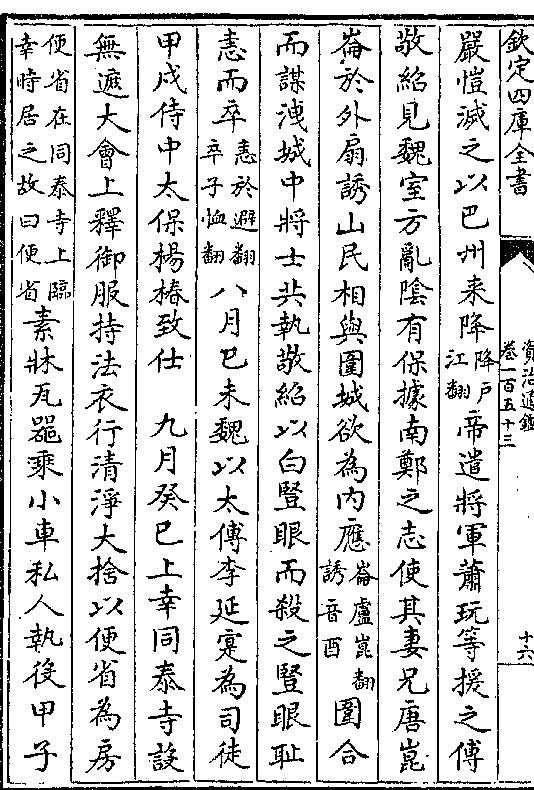 欽定四庫全書
資治通鑑
卷一百五十三
十六
嚴愷滅之以巴州来降降戶江翻帝遣將軍蕭玩等援之傅
敬紹見魏室方亂陰有保據南鄭之志使其妻兄唐崑
崙於外扇誘山民相與圍城欲為內應崙盧崑翻誘音酉圍合
而謀洩城中將士共執敬紹以白豎眼而殺之豎眼耻
恚而卒恚於避翻卒子恤翻八月己未魏以太傅李延寔為司徒
甲戌侍中太保楊椿致仕 九月癸巳上幸同泰寺設
無遮大會上釋御服持法衣行清淨大捨以便省為房
便省在同泰寺上臨幸時居之故曰便省素牀瓦器乘小車私人執役甲子